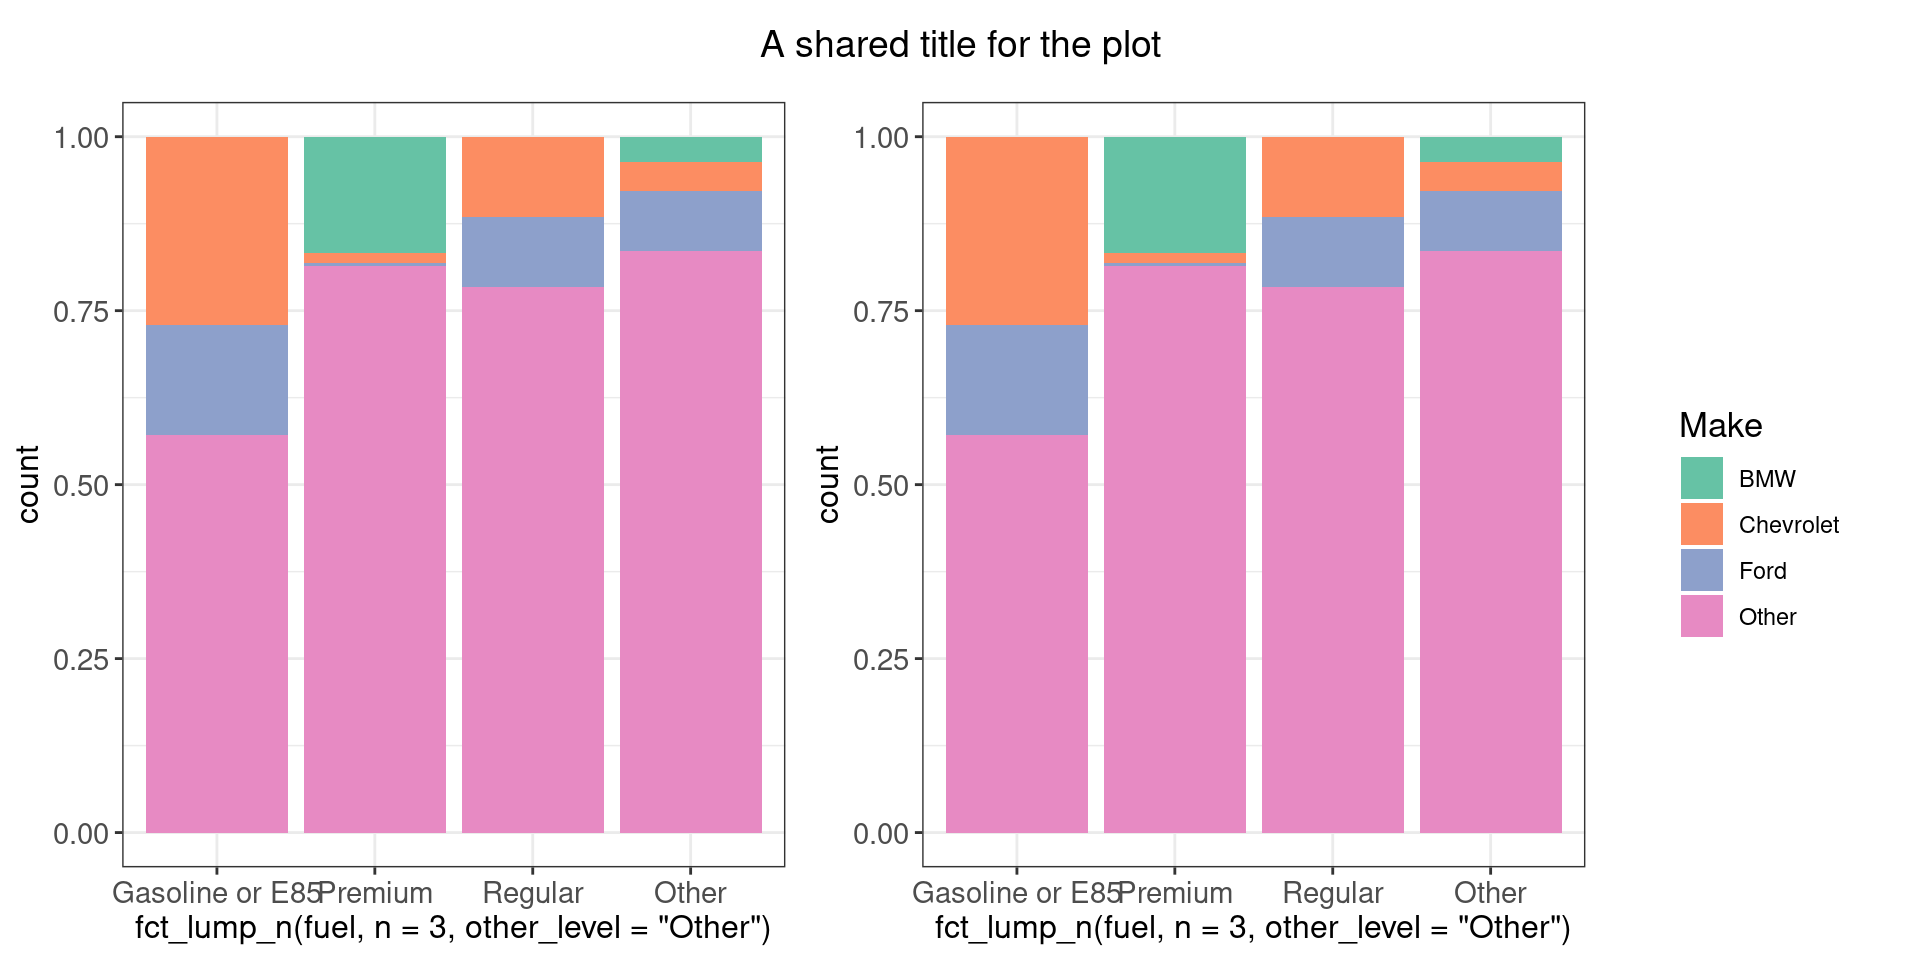 A shared title for the plot
count
1.00
0.75
0.50
0.25
0.00
Gasoline or E85 Premium Regular Other
fct_lump_n(fuel, n = 3, other_level = "Other")
count
1.00
0.75
0.50
0.25
0.00
Gasoline or E85 Premium Regular Other
fct_lump_n(fuel, n = 3, other_level = "Other")
Make
BMW
Chevrolet
Ford
Other